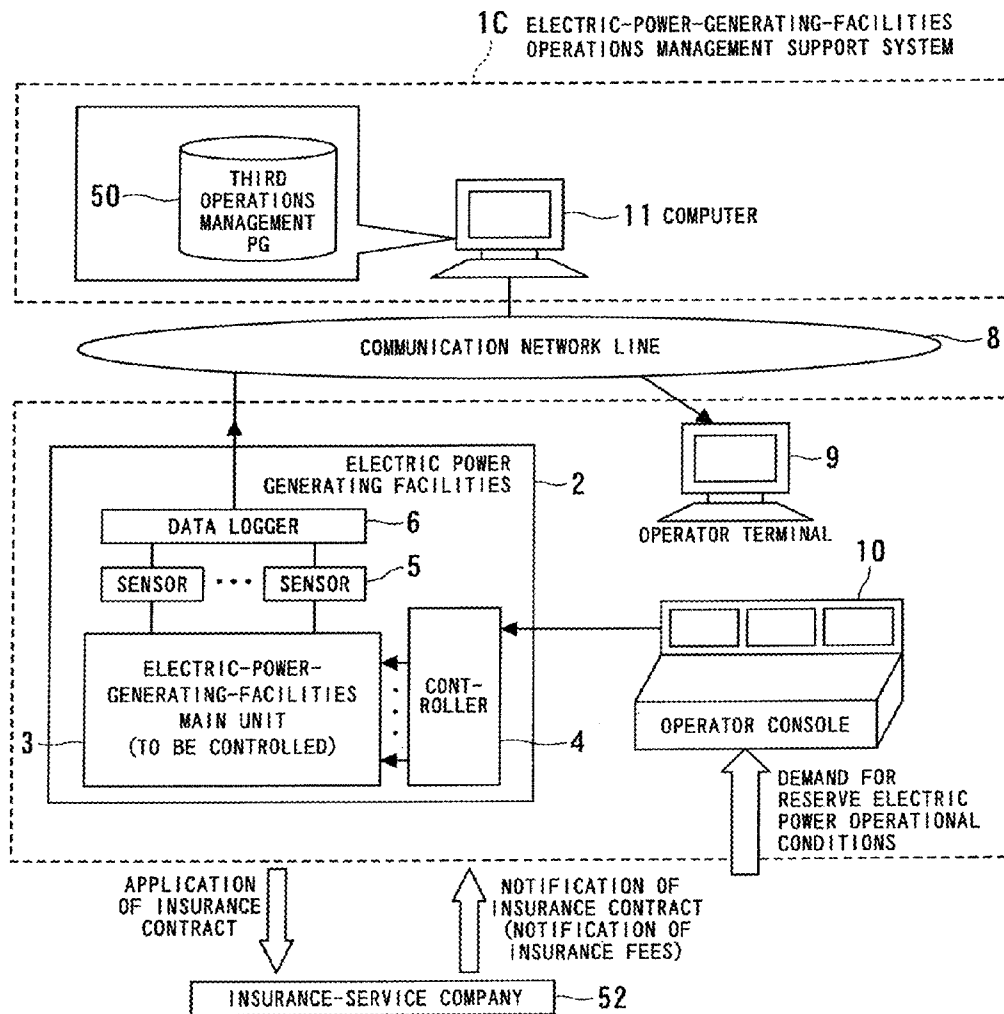 1C ELECTRIC-POWER-GENERATING-FACILITIES
OPERATIONS MANAGEMENT SUPPORT SYSTEM
50
THIRD
OPERATIONS
MANAGEMENT
PG
11 COMPUTER
COMMUNICATION NETWORK LINE
8
ELECTRIC POWER
GENERATING FACILITIES
2
9
DATA LOGGER
6
OPERATOR TERMINAL
SENSOR
•••
SENSOR
5
10
ELECTRIC-POWER-
GENERATING-FACILITIES
MAIN UNIT
(TO BE CONTROLLED)
3
CONT-
ROLLER
4
OPERATOR CONSOLE
DEMAND FOR
RESERVE ELECTRIC
POWER OPERATIONAL
CONDITIONS
APPLICATION
OF INSURANCE
CONTRACT
NOTIFICATION OF
INSURANCE CONTRACT
(NOTIFICATION OF
INSURANCE FEES)
INSURANCE-SERVICE COMPANY
52